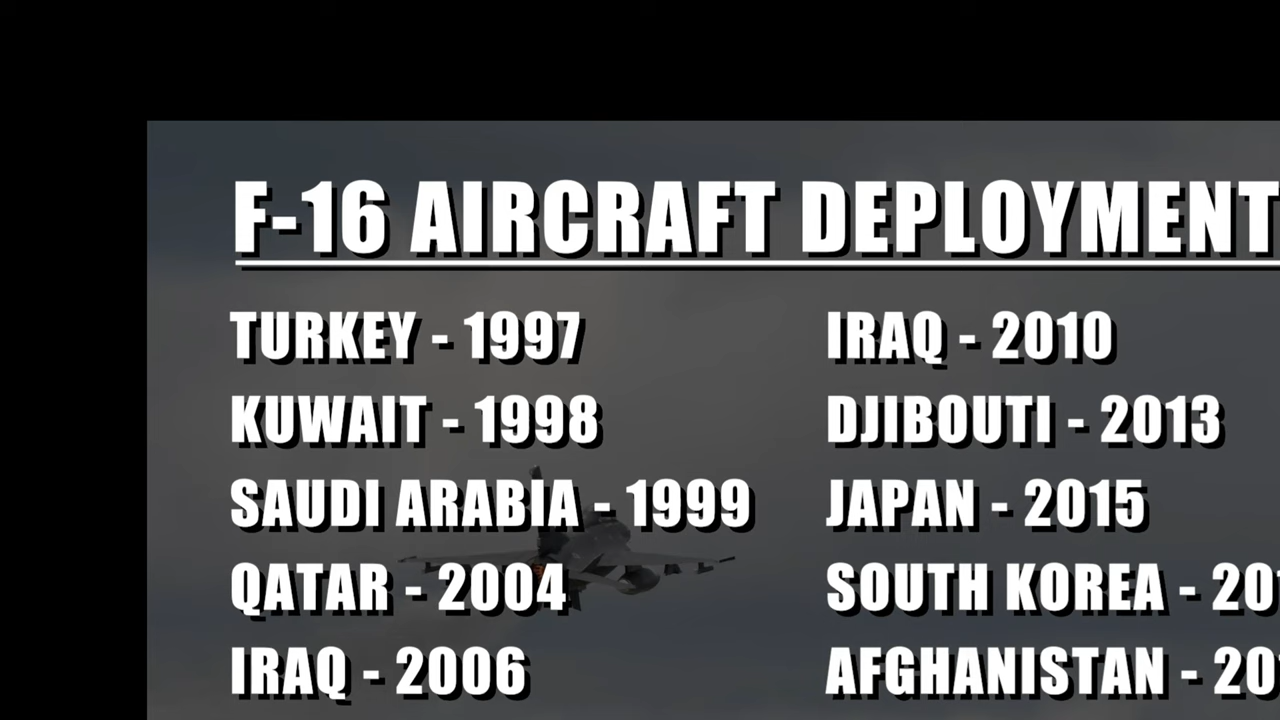 F-16 AIRCRAFT DEPLOYMENT
TURKEY - 1997
KUWAIT - 1998
SAUDI ARABIA - 1999
QATAR - 2004
IRAQ - 2006
IRAQ - 2010
DJIBOUTI - 2013
JAPAN - 2015
SOUTH KOREA -
AFGHANISTAN -